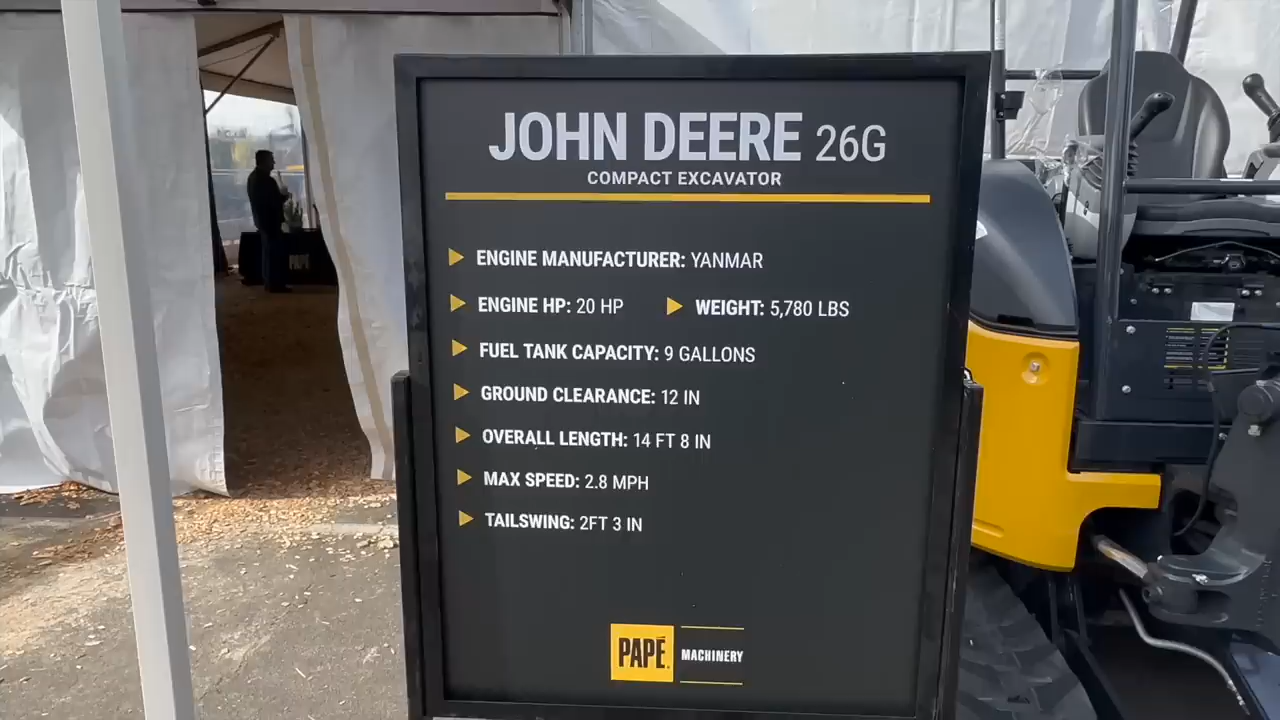 JOHN DEERE 26G
COMPACT EXCAVATOR
ENGINE MANUFACTURER: YANMAR
ENGINE HP: 20 HP
WEIGHT: 5,780 LBS
FUEL TANK CAPACITY: 9 GALLONS
GROUND CLEARANCE: 12 IN
OVERALL LENGTH: 14 FT 8 IN
MAX SPEED: 2.8 MPH
TAILSWING: 2FT 3 IN
PAPÉ MACHINERY
PAPÉ